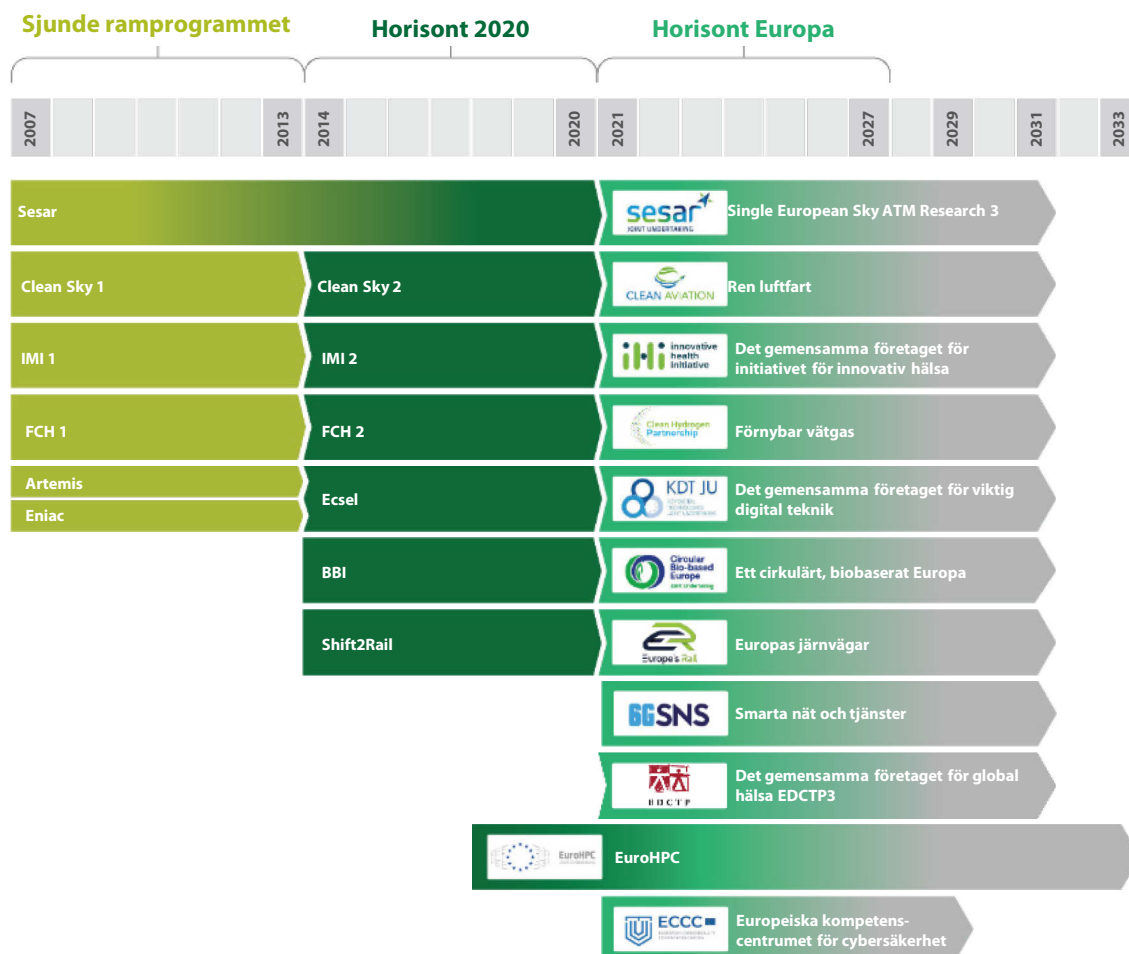 Sjunde ramprogrammet
Horisont 2020
Horisont Europa
2007
2013
2014
2020
2021
2027
2029
2031
2033
Sesar
sesar
JOINT UNDERTAKING
Single European Sky ATM Research 3
Clean Sky 1
Clean Sky 2
CLEAN AVIATION
Ren luftfart
IMI 1
IMI 2
iHi innovative
health
initiative
Det gemensamma företaget för
initiativet för innovativ hälsa
FCH 1
FCH 2
Clean Hydrogen
Partnership
Förnybar vätgas
Artemis
Eniac
Ecsel
KDT JU
Det gemensamma företaget för viktig
digital teknik
BBI
Circular
Bio-based
Europe
Joint Undertaking
Ett cirkulärt, biobaserat Europa
Shift2Rail
ER
Europe's Rail
Europas järnvägar
6GSNS
Smarta nät och tjänster
EDCTP
Det gemensamma företaget för global
hälsa EDCTP3
EuroHPC
EuroHPC
ECCC
Europeiska kompetens-
centrumet för cybersäkerhet